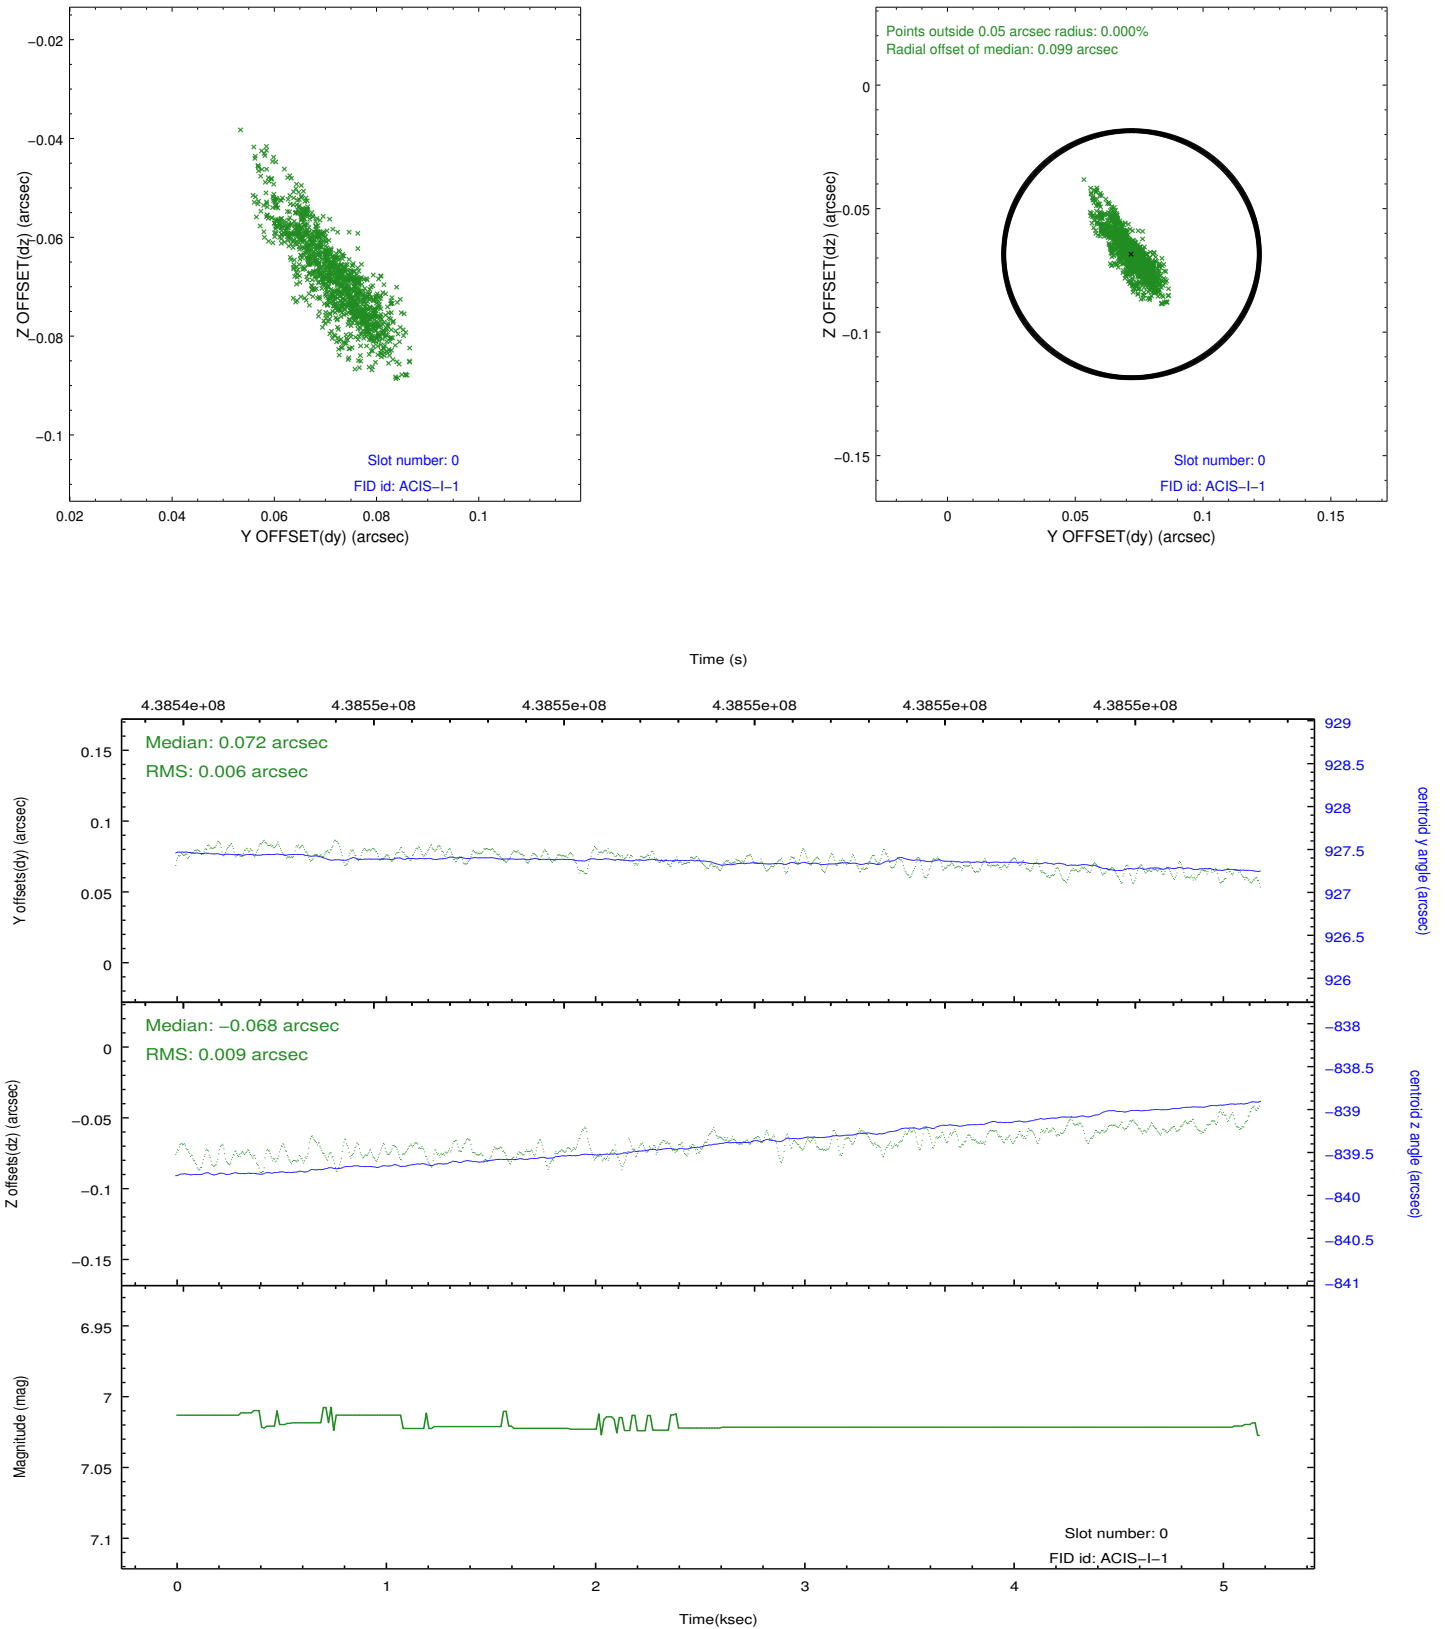 −0.02
−0.04
−0.06
−0.08
−0.1
Z OFFSET(dz) (arcsec)
Slot number: 0
FID id: ACIS−I−1
0.02
0.04
0.06
0.08
0.1
Y OFFSET(dy) (arcsec)
Points outside 0.05 arcsec radius: 0.000%
Radial offset of median: 0.099 arcsec
0
−0.05
−0.1
−0.15
Z OFFSET(dz) (arcsec)
Slot number: 0
FID id: ACIS−I−1
0
0.05
0.1
0.15
Y OFFSET(dy) (arcsec)
Time (s)
4.3854e+08
4.3855e+08
4.3855e+08
4.3855e+08
4.3855e+08
4.3855e+08
Median: 0.072 arcsec
RMS: 0.006 arcsec
0.15
0.1
0.05
0
Y offsets(dy) (arcsec)
929
928.5
928
927.5
927
926.5
926
centroid y angle (arcsec)
Median: −0.068 arcsec
RMS: 0.009 arcsec
0
−0.05
−0.1
−0.15
Z offsets(dz) (arcsec)
−838
−838.5
−839
−839.5
−840
−840.5
−841
centroid z angle (arcsec)
6.95
7
7.05
7.1
Magnitude (mag)
Slot number: 0
FID id: ACIS−I−1
0
1
2
3
4
5
Time(ksec)